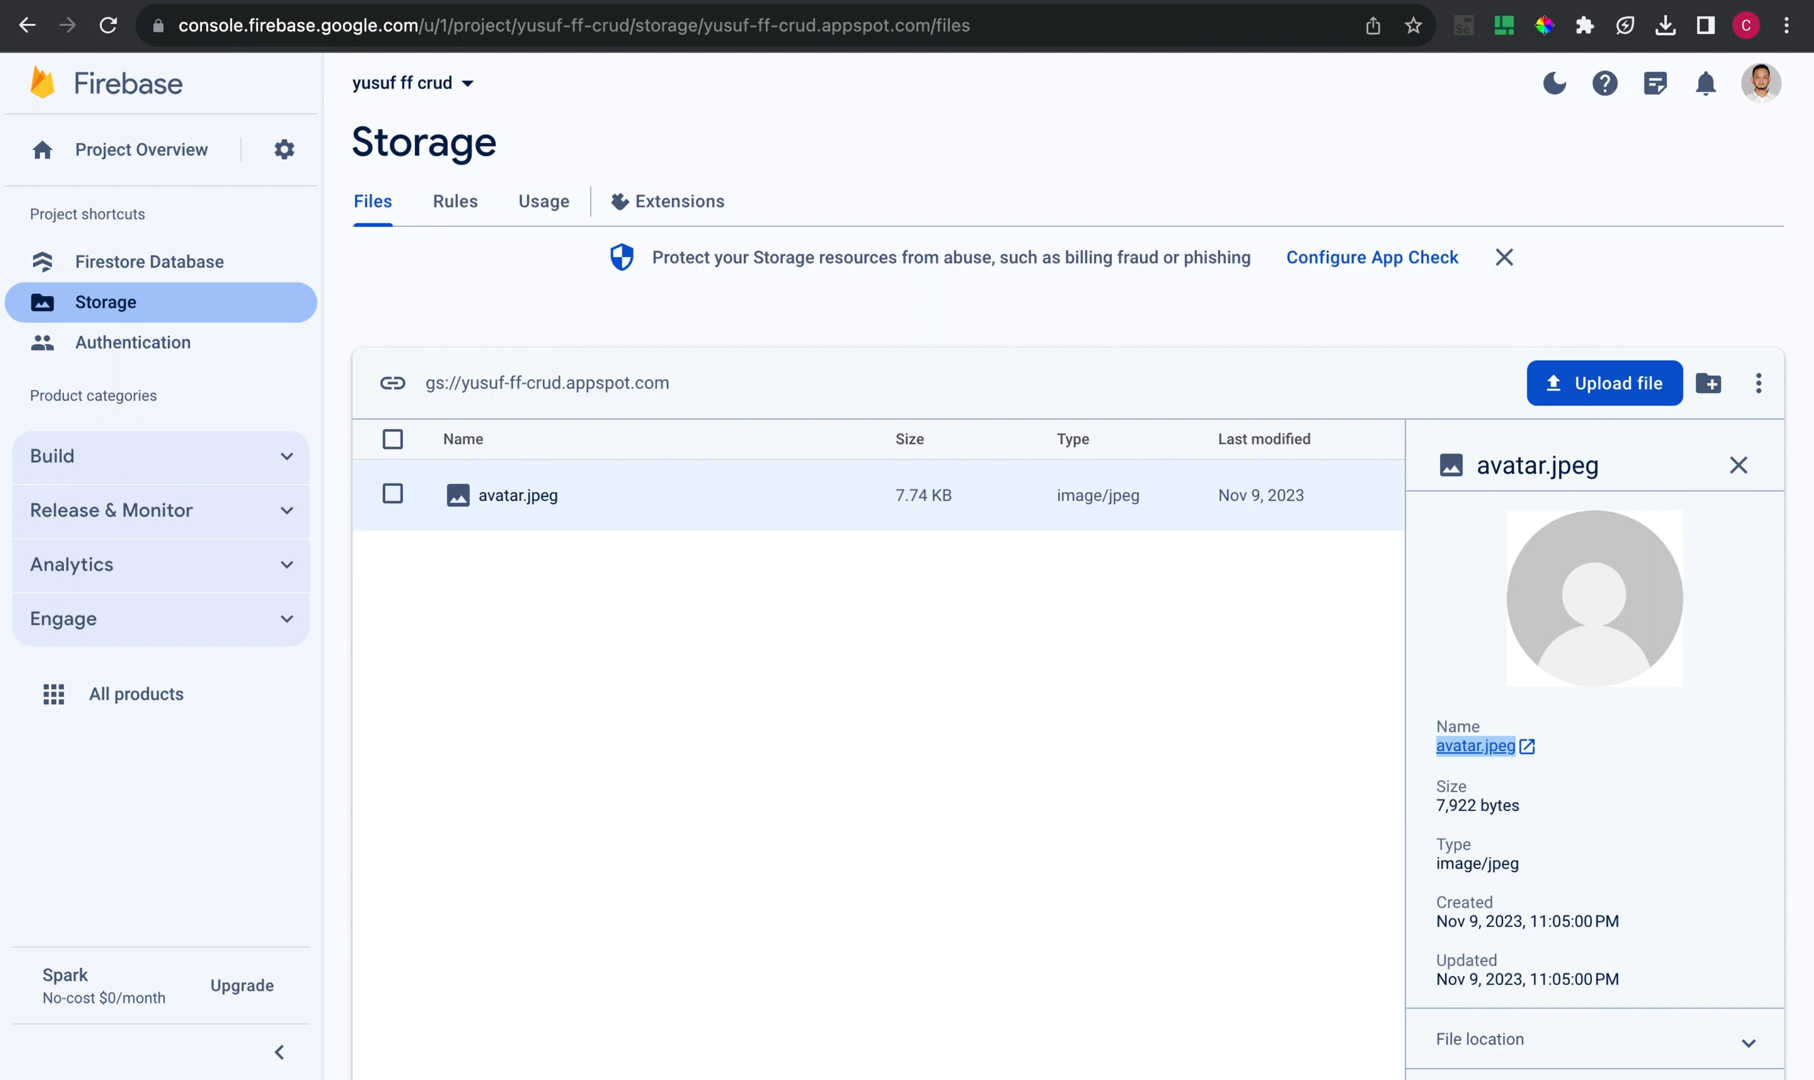 console.firebase.google.com/u/1/project/yusuf-ff-crud/storage/yusuf-ff-crud.appspot.com/files
Se
C
Firebase
Project Overview
Project shortcuts
Firestore Database
Storage
Authentication
Product categories
Build
Release & Monitor
Analytics
Engage
All products
Spark
No-cost $0/month
Upgrade
yusuf ff crud
Storage
Files Rules Usage Extensions
Protect your Storage resources from abuse, such as billing fraud or phishing Configure App Check
gs://yusuf-ff-crud.appspot.com
Upload file
Name Size Type Last modified
avatar.jpeg 7.74 KB image/jpeg Nov 9, 2023
avatar.jpeg
Name
avatar.jpeg
Size
7,922 bytes
Type
image/jpeg
Created
Nov 9, 2023, 11:05:00 PM
Updated
Nov 9, 2023, 11:05:00 PM
File location